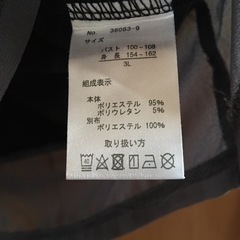 No 38063-9
サイズ
バスト 100-108
身長 154-162
3L
組成表示
本体
ポリエステル 95%
ポリウレタン 5%
別布
ポリエステル 100%
取り扱い方